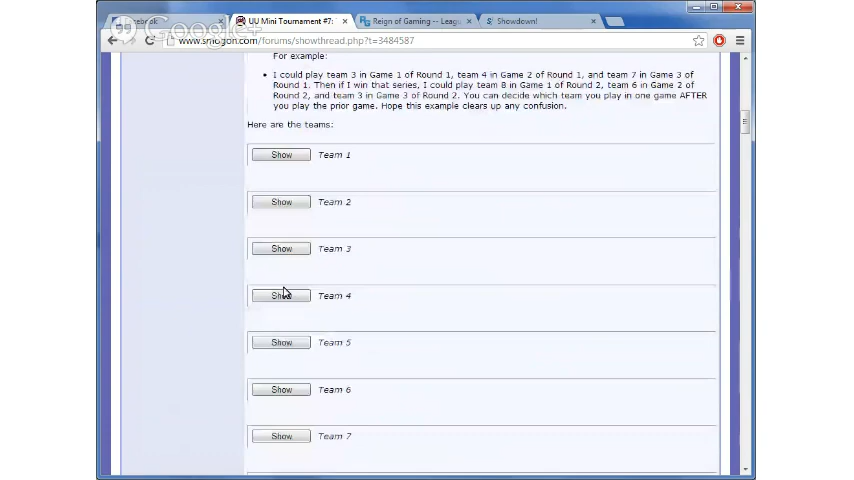 Facebook
UU Mini Tournament #7:
Reign of Gaming -- Leagu
Showdown!
Google+
www.smogon.com/forums/showthread.php?t=3484587
For example:
I could play team 3 in Game 1 of Round 1, team 4 in Game 2 of Round 1, and team 7 in Game 3 of
Round 1. Then if I win that series, I could play team 8 in Game 1 of Round 2, team 6 in Game 2 of
Round 2, and team 3 in Game 3 of Round 2. You can decide which team you play in one game AFTER
you play the prior game. Hope this example clears up any confusion.
Here are the teams:
Show Team 1
Show Team 2
Show Team 3
Show Team 4
Show Team 5
Show Team 6
Show Team 7